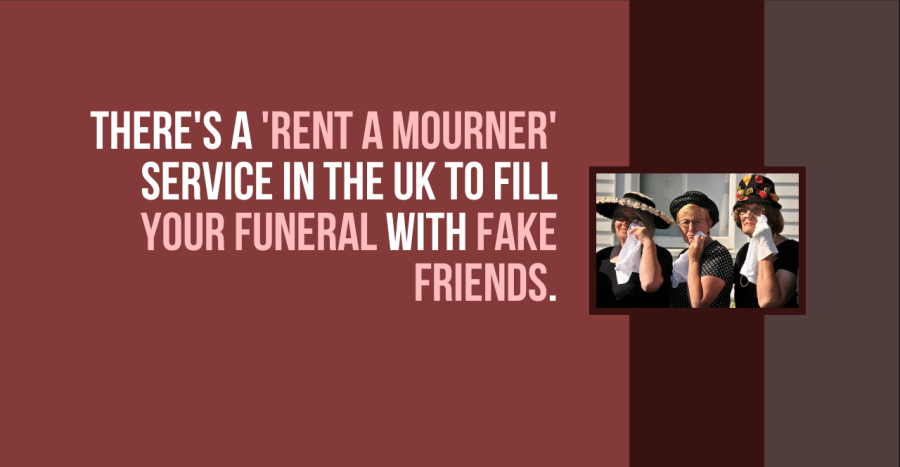 THERE'S A 'RENT A MOURNER'
SERVICE IN THE UK TO FILL
YOUR FUNERAL WITH FAKE
FRIENDS.